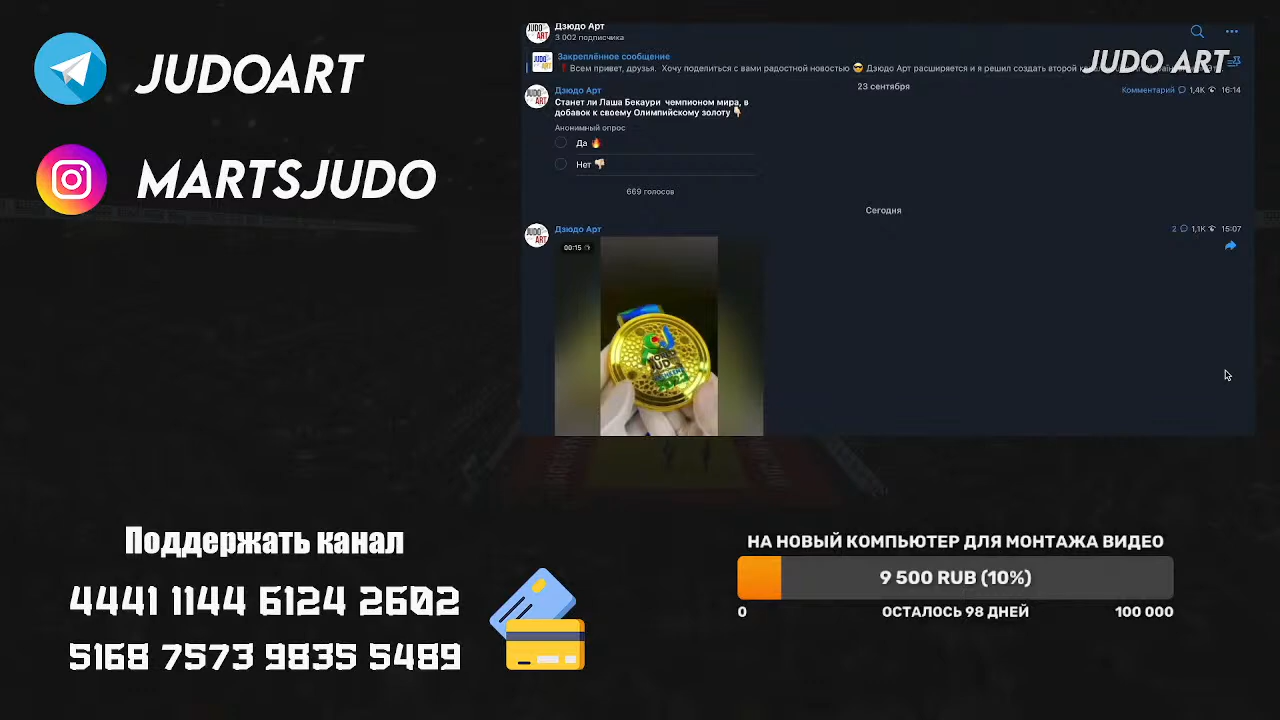 JUDOART
MARTSJUDO
Дзюдо Арт
3 002 подписчика
JUDO ART
Закреплённое сообщение
Всем привет, друзья. Хочу поделиться с вами радостной новостью 😎 Дзюдо Арт расширяется и я решил создать второй
23 сентября
Дзюдо Арт
Комментарий 1,4K 16:14
Станет ли Лаша Бекаури чемпионом мира, в
добавок к своему Олимпийскому золоту 👇🏻
Анонимный опрос
Да 🔥
Нет 👎🏻
669 голосов
Сегодня
Дзюдо Арт
2 1,1K 15:07
00:15
WORLD
JUDO
Поддержать канал
4441 1144 6124 2602
5168 7573 9835 5489
НА НОВЫЙ КОМПЬЮТЕР ДЛЯ МОНТАЖА ВИДЕО
9 500 RUB (10%)
0 ОСТАЛОСЬ 98 ДНЕЙ 100 000